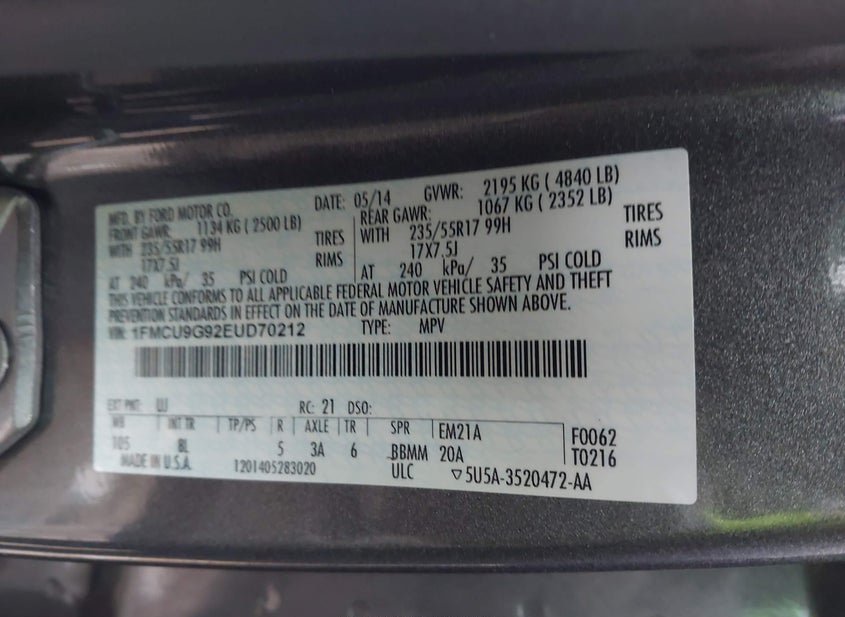 MFD. BY FORD MOTOR CO. DATE: 05/14 GVWR: 2195 KG ( 4840 LB)
FRONT GAWR: 1134 KG ( 2500 LB) REAR GAWR: 1067 KG ( 2352 LB)
WITH 235/55R17 99H TIRES WITH 235/55R17 99H TIRES
17X7.5J RIMS 17X7.5J RIMS
AT 240 kPa/ 35 PSI COLD AT 240 kPa/ 35 PSI COLD
THIS VEHICLE CONFORMS TO ALL APPLICABLE FEDERAL MOTOR VEHICLE SAFETY AND THEFT
PREVENTION STANDARDS IN EFFECT ON THE DATE OF MANUFACTURE SHOWN ABOVE.
VIN: 1FMCU9G92EUD70212 TYPE: MPV
EXT PNT: UJ RC: 21 DSO:
WB INT TR TP/PS R AXLE TR SPR EM21A F0062
105 8L 5 3A 6 BBMM 20A T0216
MADE IN U.S.A. 1201405283020 ULC ▽5U5A-3520472-AA